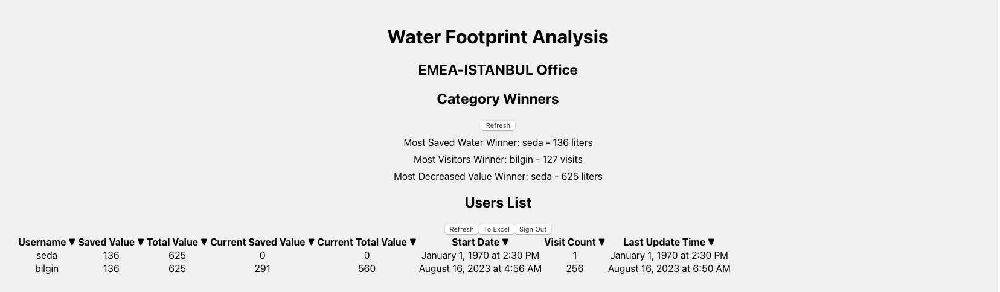 Water Footprint Analysis
EMEA-ISTANBUL Office
Category Winners
Refresh
Most Saved Water Winner: seda - 136 liters
Most Visitors Winner: bilgin - 127 visits
Most Decreased Value Winner: seda - 625 liters
Users List
Refresh To Excel Sign Out
Username ▼ Saved Value ▼ Total Value ▼ Current Saved Value ▼ Current Total Value ▼ Start Date ▼ Visit Count ▼ Last Update Time ▼
seda 136 625 0 0 January 1, 1970 at 2:30 PM 1 January 1, 1970 at 2:30 PM
bilgin 136 625 291 560 August 16, 2023 at 4:56 AM 256 August 16, 2023 at 6:50 AM